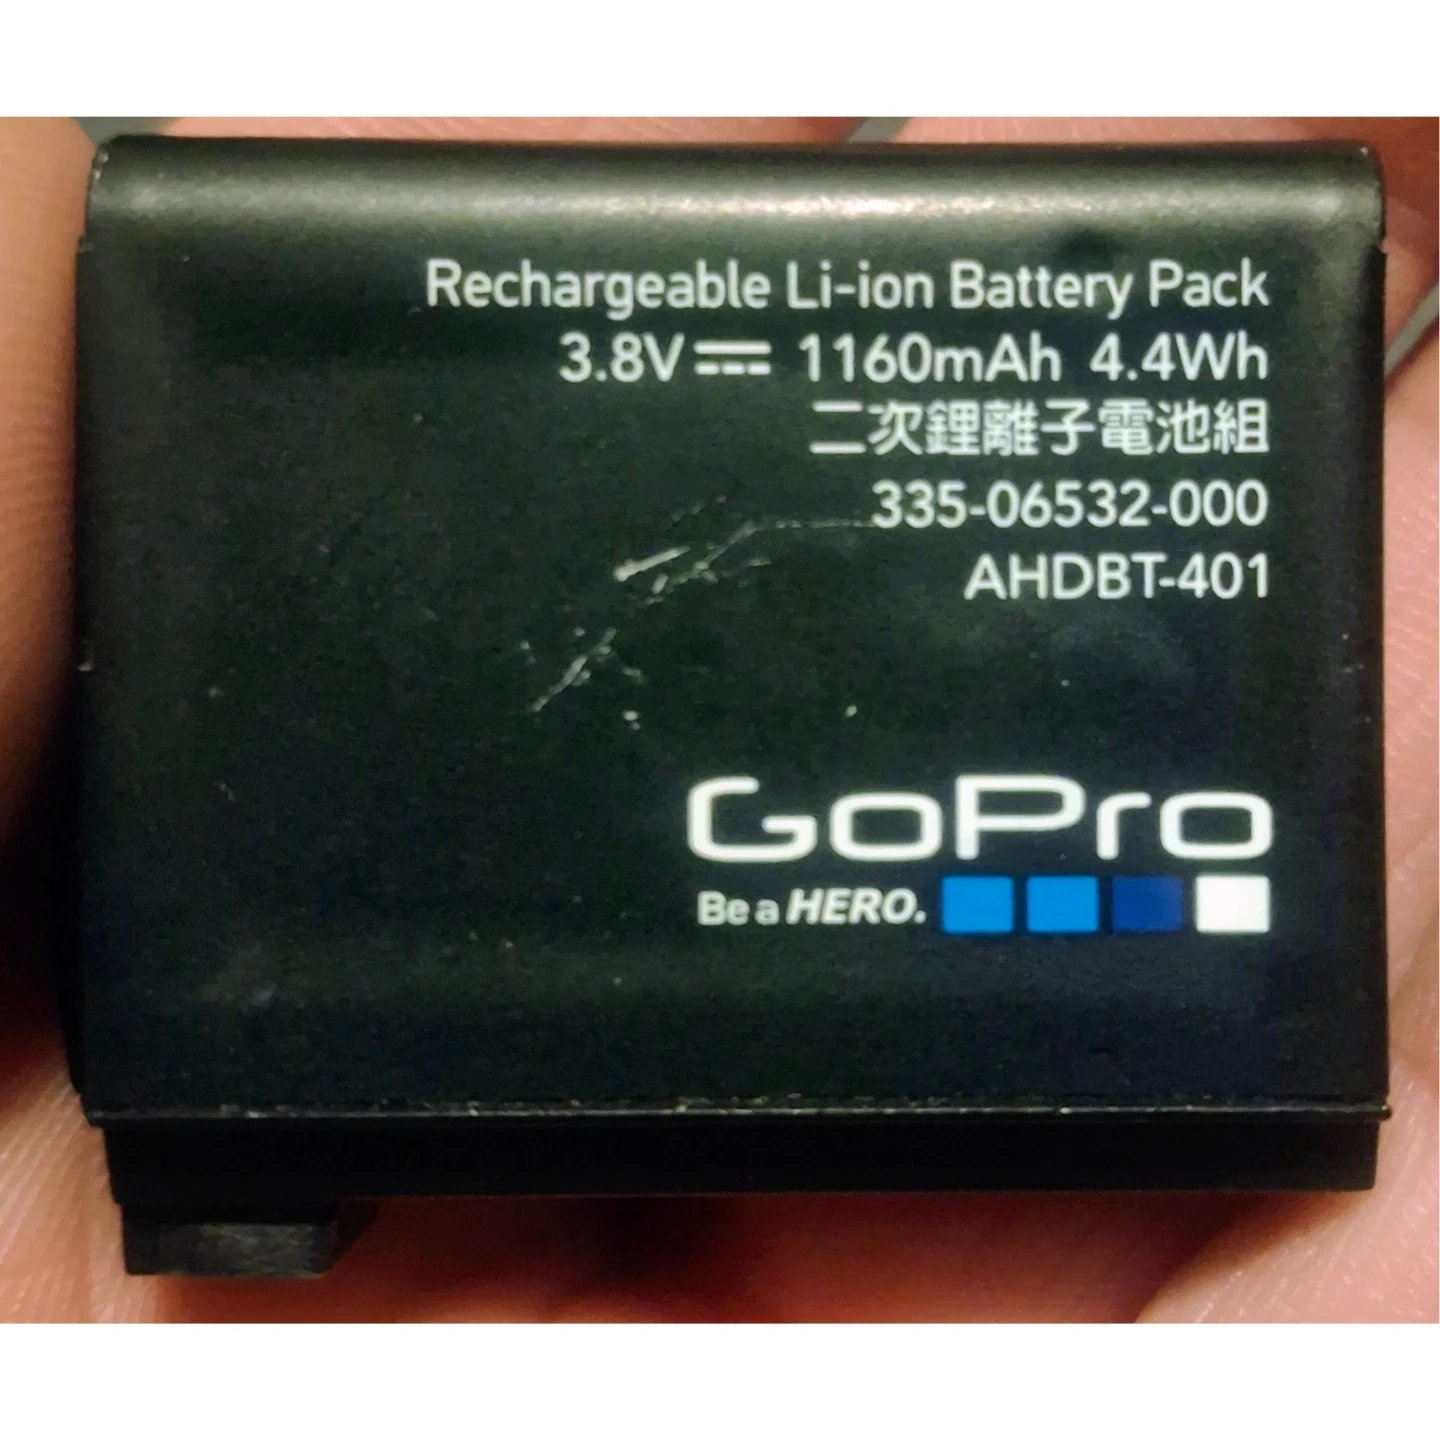 Rechargeable Li-ion Battery Pack
3.8V⎓ 1160mAh 4.4Wh
二次鋰離子電池組
335-06532-000
AHDBT-401
GoPro
Be a HERO.